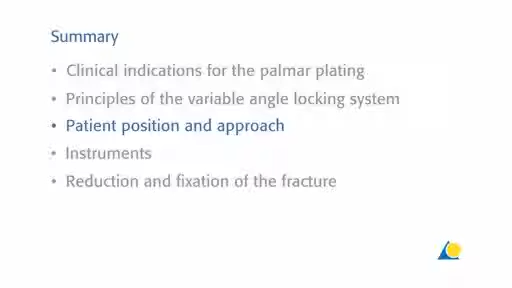 Summary
• Clinical indications for the palmar plating
• Principles of the variable angle locking system
• Patient position and approach
• Instruments
• Reduction and fixation of the fracture